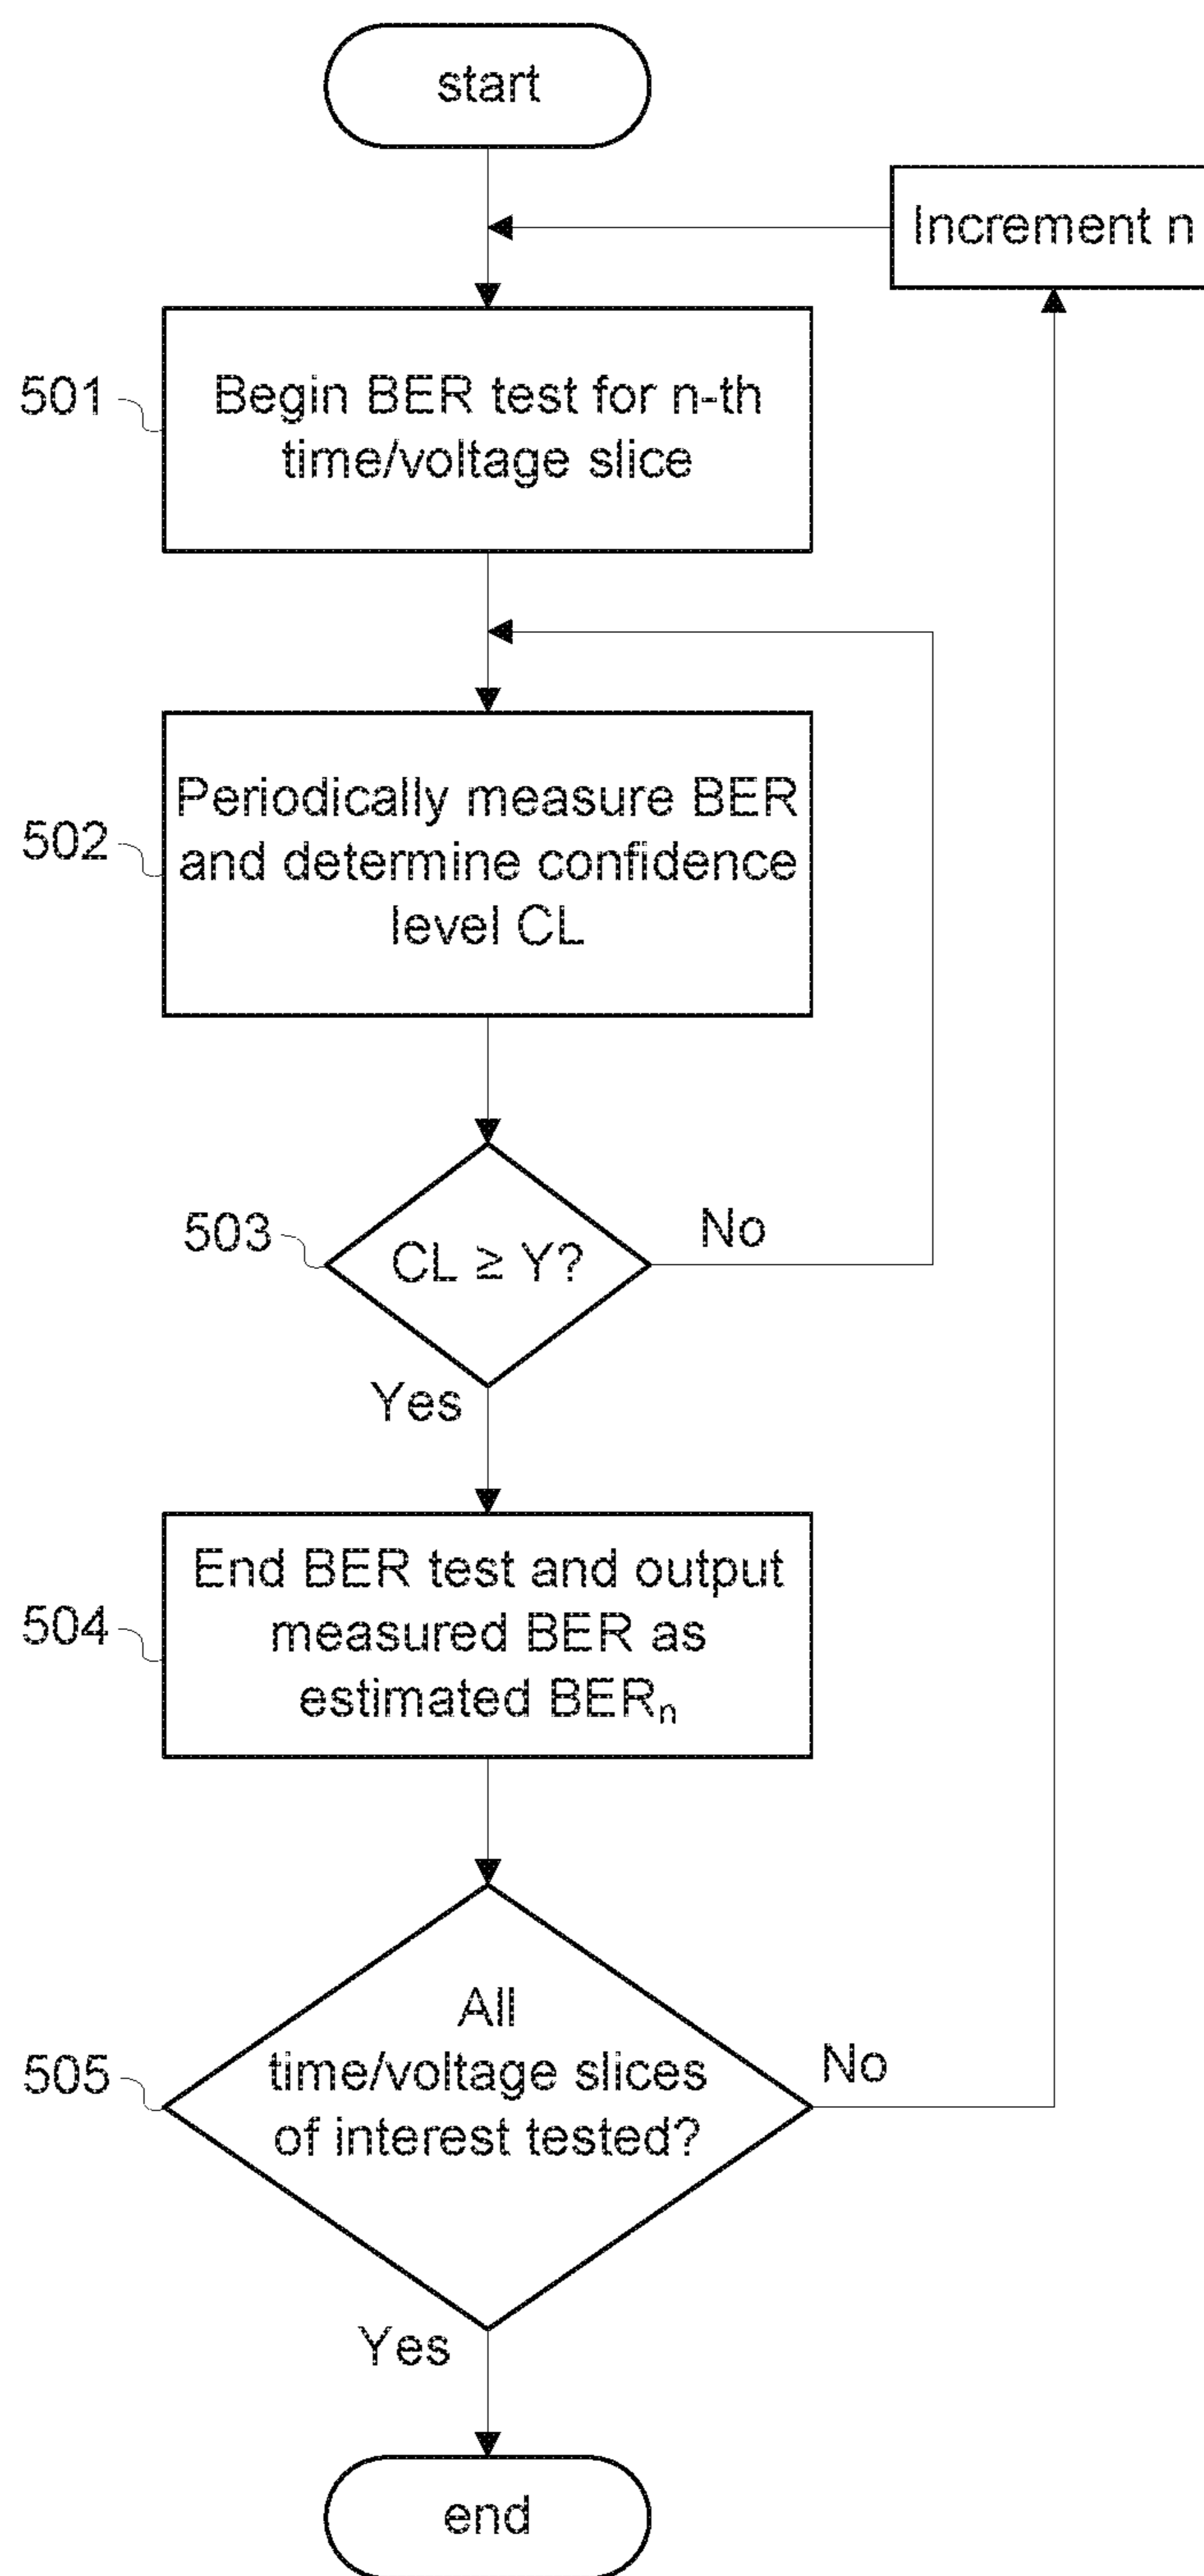 start
Increment n
501
Begin BER test for n-th
time/voltage slice
502
Periodically measure BER
and determine confidence
level CL
503
CL ≥ Y?
No
Yes
504
End BER test and output
measured BER as
estimated BERₙ
505
All
time/voltage slices
of interest tested?
No
Yes
end